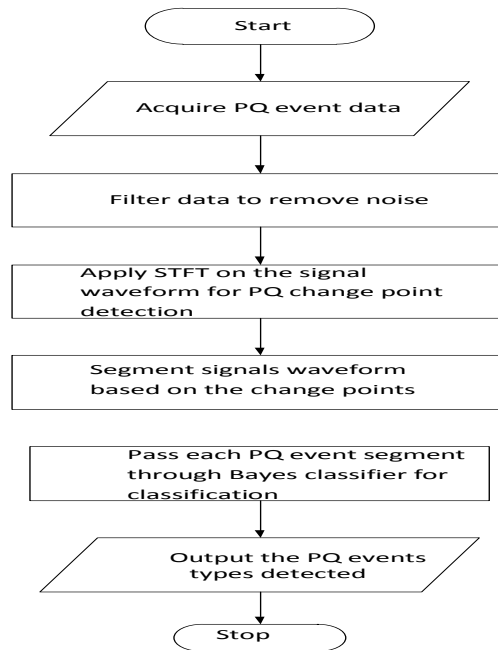 Start
Acquire PQ event data
Filter data to remove noise
Apply STFT on the signal
waveform for PQ change point
detection
Segment signals waveform
based on the change points
Pass each PQ event segment
through Bayes classifier for
classification
Output the PQ events
types detected
Stop